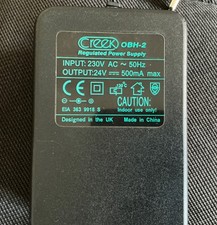 CREEK OBH-2
Regulated Power Supply
INPUT: 230V AC ~ 50Hz
OUTPUT: 24V 500mA max
CE
CAUTION:
Indoor use only!
Designed in the UK Made in China